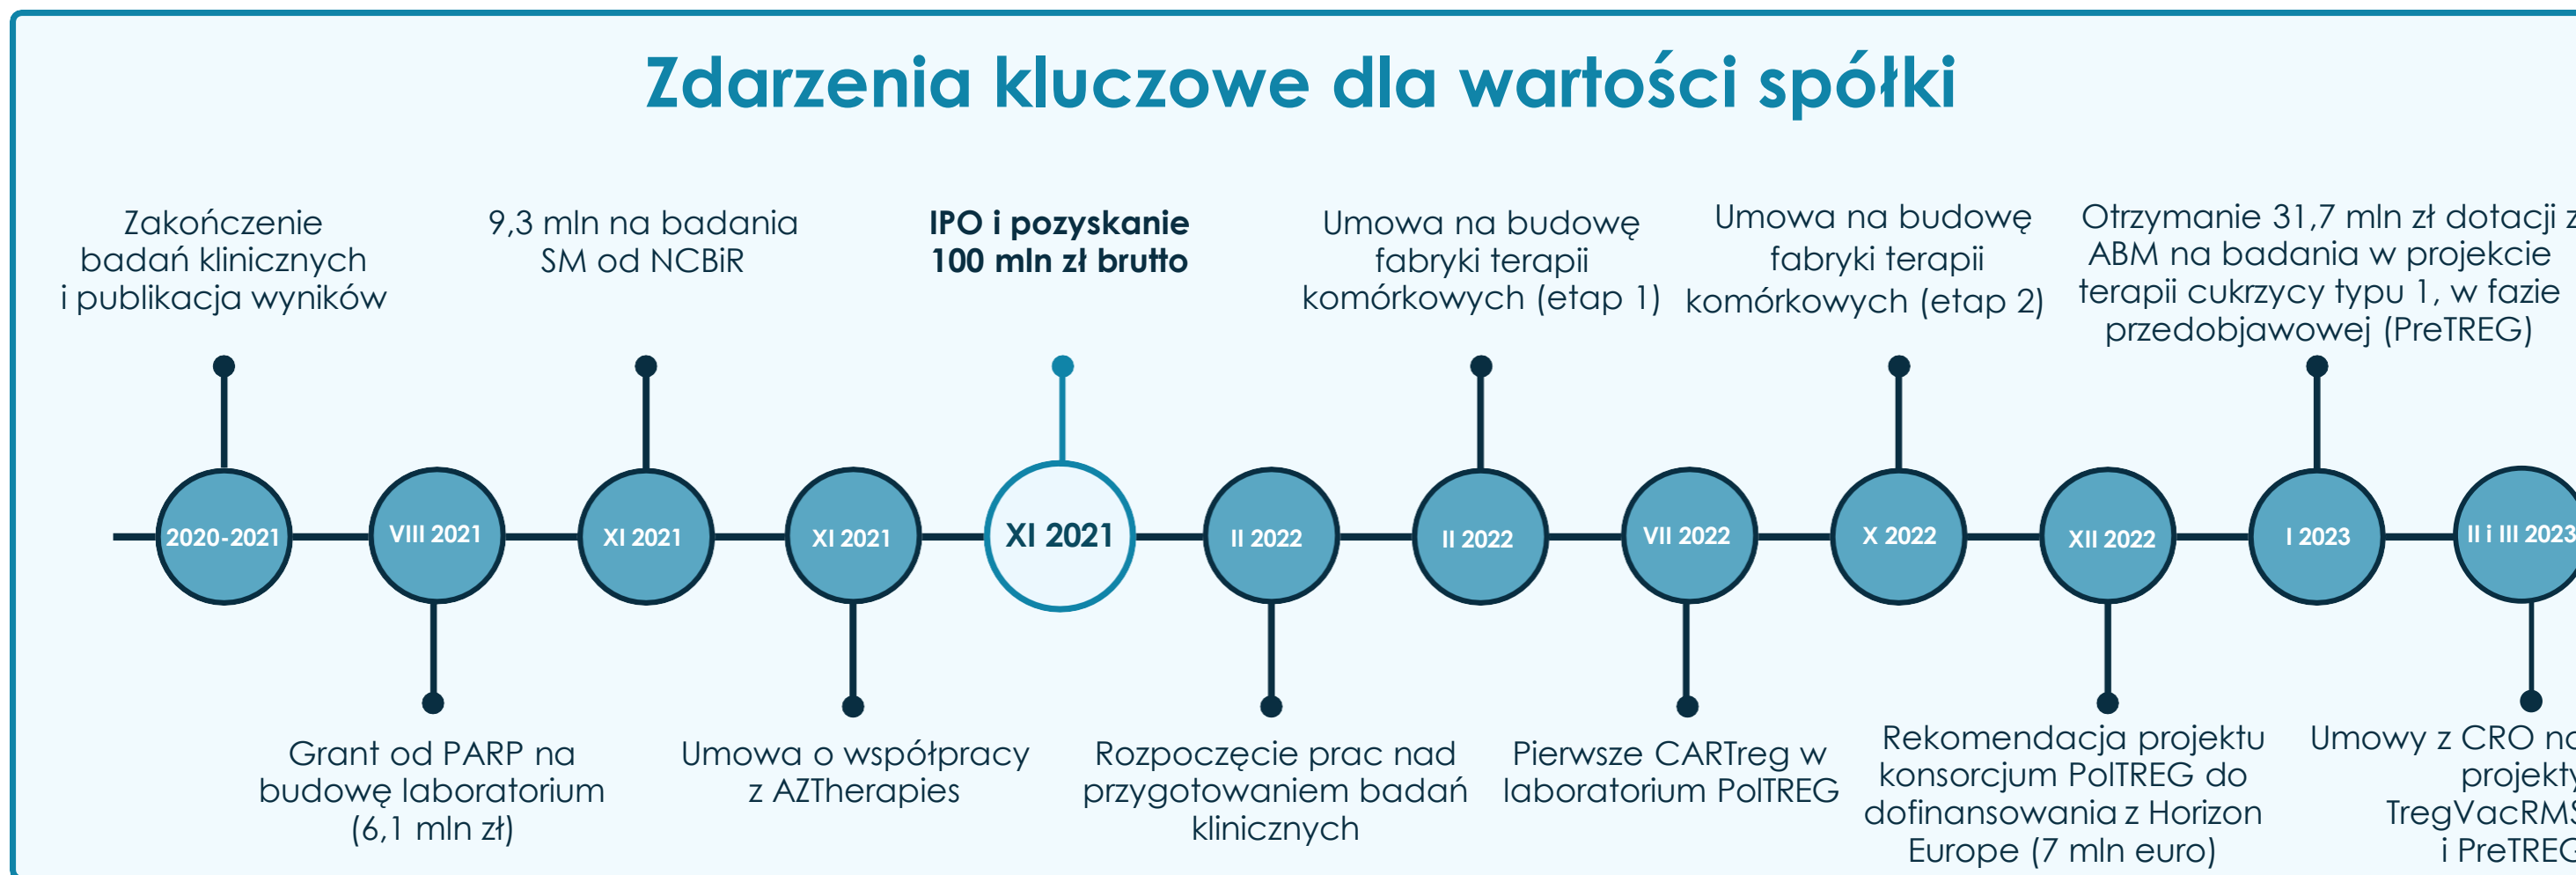 Zdarzenia kluczowe dla wartości spółki
Zakończenie
badań klinicznych
i publikacja wyników
9,3 mln na badania
SM od NCBiR
IPO i pozyskanie
100 mln zł brutto
Umowa na budowę
fabryki terapii
komórkowych (etap 1)
Umowa na budowę
fabryki terapii
komórkowych (etap 2)
Otrzymanie 31,7 mln zł dotacji z
ABM na badania w projekcie
terapii cukrzycy typu 1, w fazie
przedobjawowej (PreTREG)
2020-2021
VIII 2021
XI 2021
XI 2021
XI 2021
II 2022
II 2022
VII 2022
X 2022
XII 2022
I 2023
II i III 2023
Grant od PARP na
budowę laboratorium
(6,1 mln zł)
Umowa o współpracy
z AZTherapies
Rozpoczęcie prac nad
przygotowaniem badań
klinicznych
Pierwsze CARTreg w
laboratorium PolTREG
Rekomendacja projektu
konsorcjum PolTREG do
dofinansowania z Horizon
Europe (7 mln euro)
Umowy z CRO na
projekty
TregVacRMS
i PreTREG